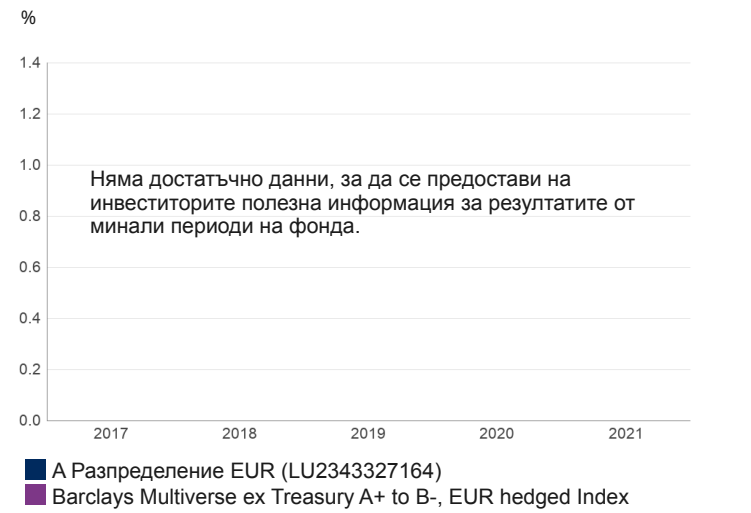 %
1.4
1.2
1.0
0.8
0.6
0.4
0.2
0.0
Няма достатъчно данни, за да се предостави на
инвеститорите полезна информация за резултатите от
минали периоди на фонда.
2017 2018 2019 2020 2021
А Разпределение EUR (LU2343327164)
Barclays Multiverse ex Treasury A+ to B-, EUR hedged Index